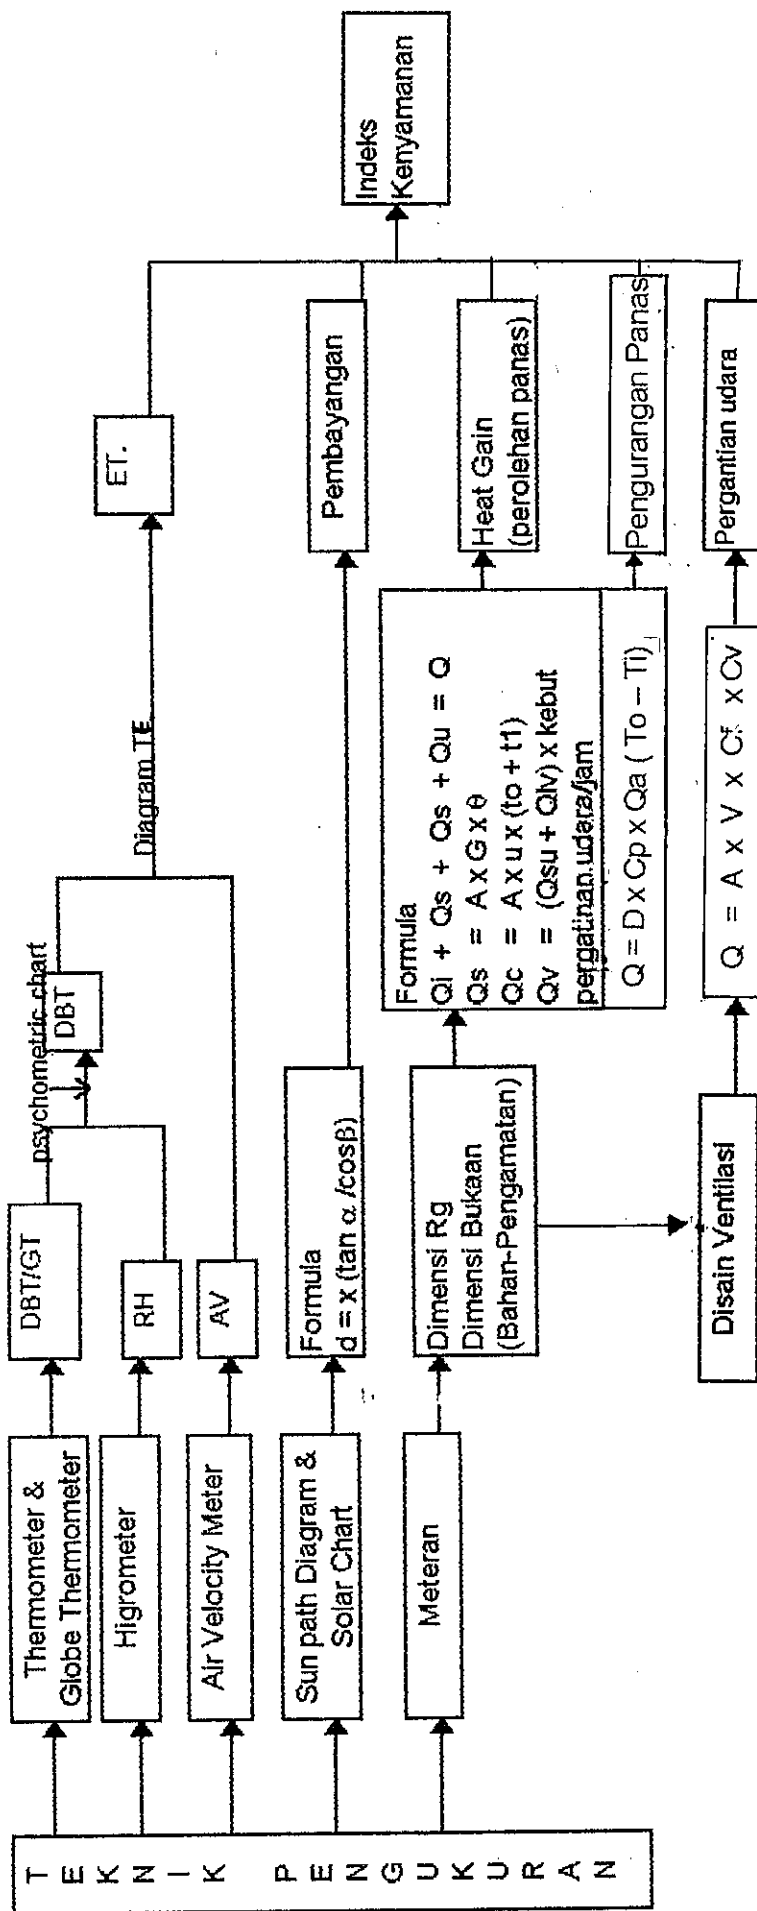 TEKNIK PENGUKURAN
Thermometer &
Globe Thermometer
Higrometer
Air Velocity Meter
Sun path Diagram &
Solar Chart
Meteran
DBT/GT
RH
AV
psychometric chart
DBT
Diagram TE
ET.
Formula
d = x (tan α /cosβ)
Pembayangan
Dimensi Rg
Dimensi Bukaan
(Bahan-Pengamatan)
Formula
Qi + Qs + Qs + Qu = Q
Qs = A x G x θ
Qc = A x u x (to + t1)
Qv = (Qsu + Qlv) x kebut
pergatinan udara/jam
Q = D x Cp x Qa ( To – Ti)
Heat Gain
(perolehan panas)
Pengurangan Panas
Disain Ventilasi
Q = A x V x Cf x Cv
Pergantian udara
Indeks
Kenyamanan